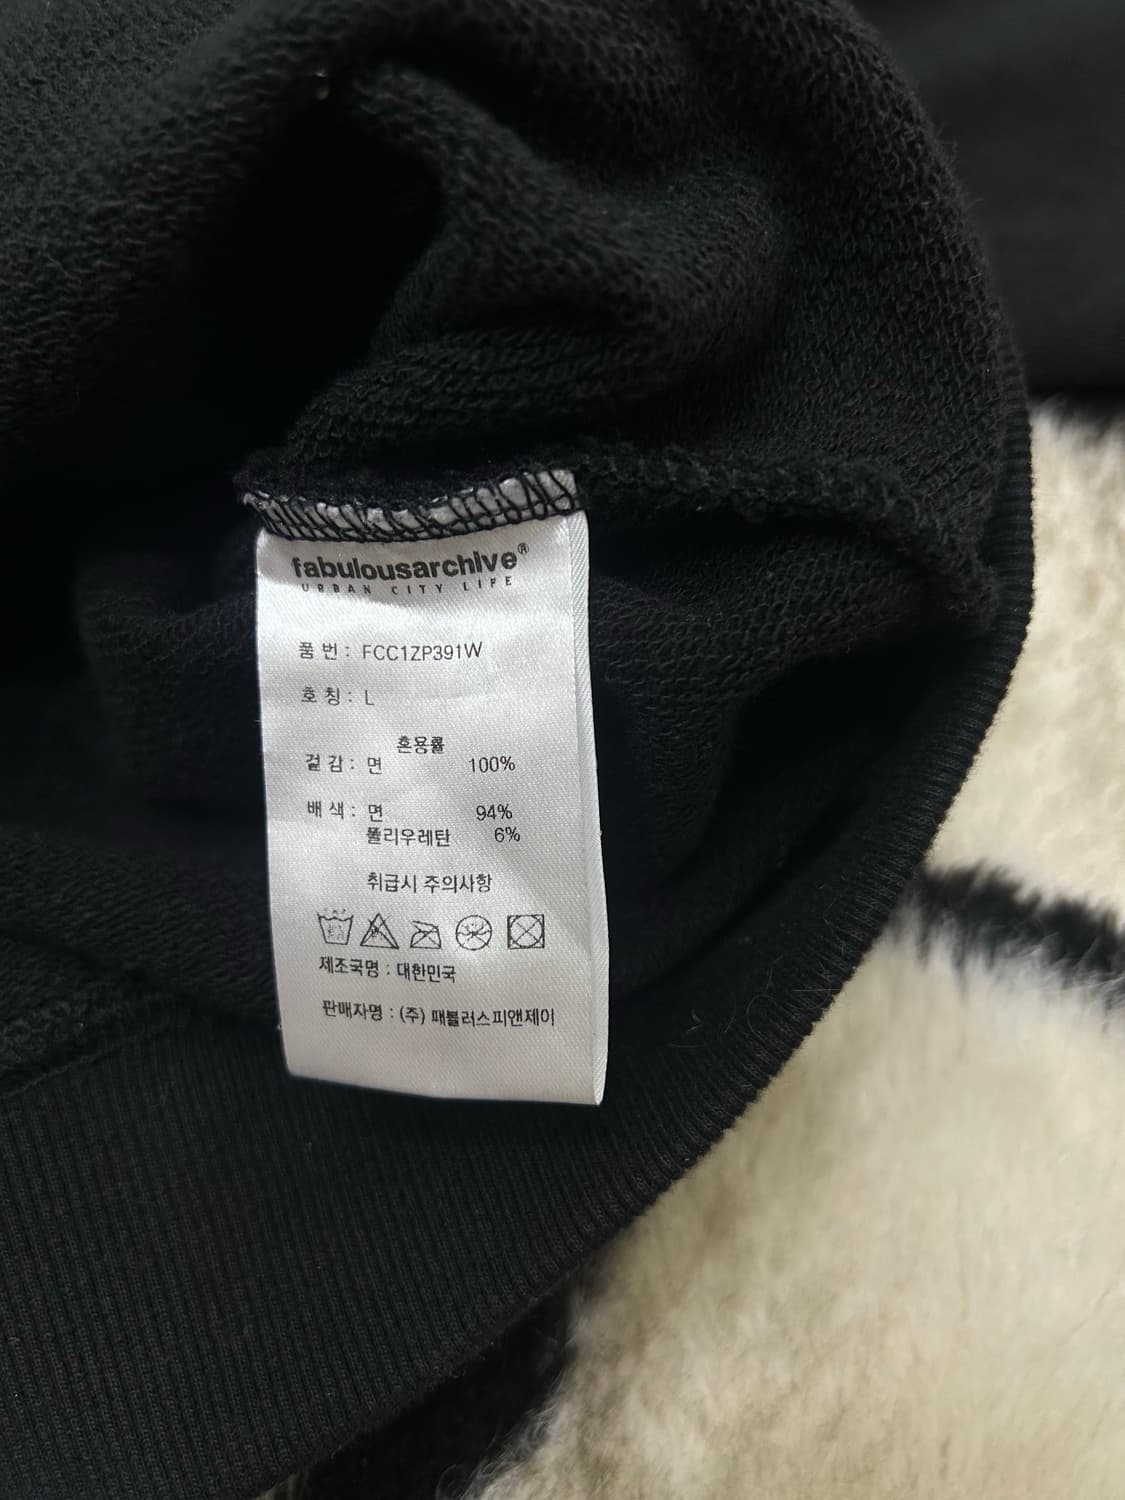 fabulousarchive®
URBAN CITY LIFE
품 번 : FCC1ZP391W
호 칭 : L
혼용률
겉 감 : 면 100%
배 색 : 면 94%
폴리우레탄 6%
취급시 주의사항
제조국명 : 대한민국
판매자명 : (주) 패뷸러스피앤제이